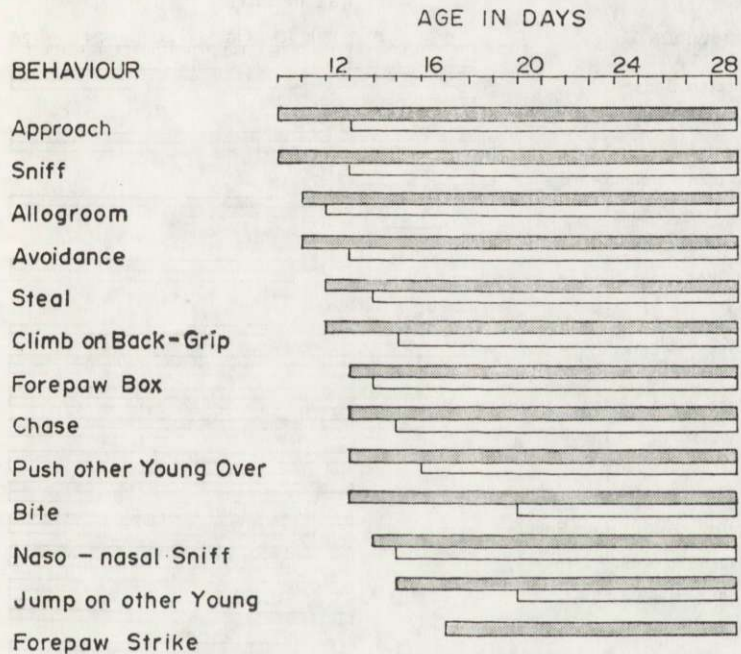 AGE IN DAYS
BEHAVIOUR 12 16 20 24 28
Approach
Sniff
Allogroom
Avoidance
Steal
Climb on Back-Grip
Forepaw Box
Chase
Push other Young Over
Bite
Naso - nasal Sniff
Jump on other Young
Forepaw Strike